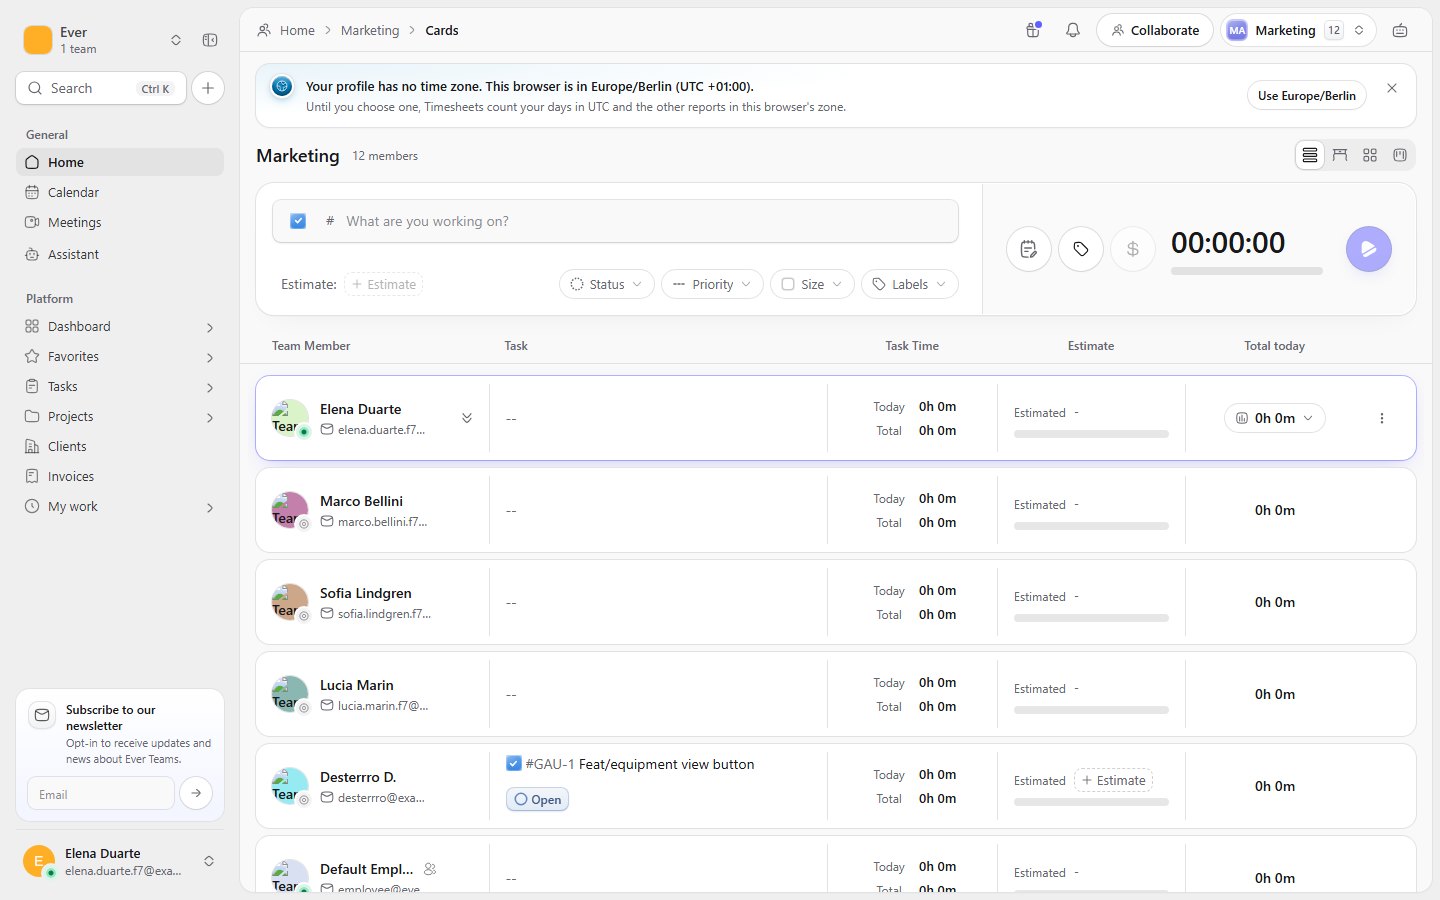 Ever
1 team
Search
Ctrl K
General
Home
Calendar
Meetings
Assistant
Platform
Dashboard
Favorites
Tasks
Projects
Clients
Invoices
My work
Subscribe to our
newsletter
Opt-in to receive updates and
news about Ever Teams.
Email
E
Elena Duarte
elena.duarte.f7@exa...
Home > Marketing > Cards
Collaborate
MA Marketing 12
Your profile has no time zone. This browser is in Europe/Berlin (UTC +01:00).
Until you choose one, Timesheets count your days in UTC and the other reports in this browser's zone.
Use Europe/Berlin
Marketing 12 members
# What are you working on?
Estimate: + Estimate
Status
Priority
Size
Labels
$
00:00:00
Team Member Task Task Time Estimate Total today
Elena Duarte
elena.duarte.f7...
--
Today 0h 0m
Total 0h 0m
Estimated -
0h 0m
Marco Bellini
marco.bellini.f7...
--
Today 0h 0m
Total 0h 0m
Estimated -
0h 0m
Sofia Lindgren
sofia.lindgren.f7...
--
Today 0h 0m
Total 0h 0m
Estimated -
0h 0m
Lucia Marin
lucia.marin.f7@...
--
Today 0h 0m
Total 0h 0m
Estimated -
0h 0m
Desterrro D.
desterrro@exa...
#GAU-1 Feat/equipment view button
Open
Today 0h 0m
Total 0h 0m
Estimated + Estimate
0h 0m
Default Empl...
employee@eve...
--
Today 0h 0m
Total 0h 0m
Estimated
0h 0m